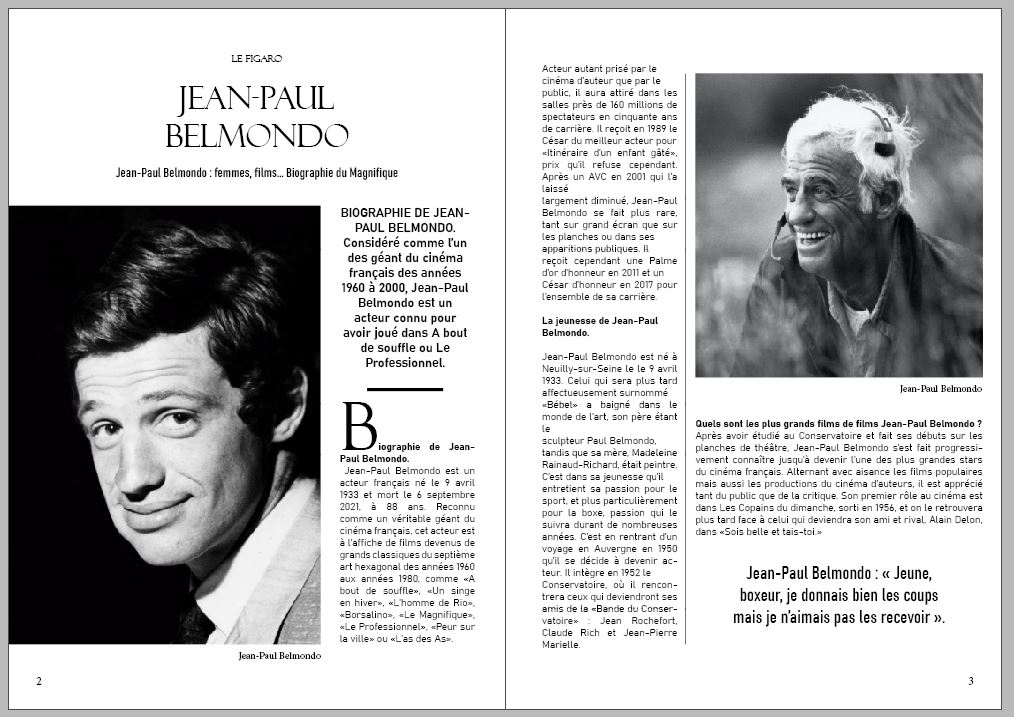 LE FIGARO
JEAN-PAUL
BELMONDO
Jean-Paul Belmondo : femmes, films... Biographie du Magnifique
BIOGRAPHIE DE JEAN-
PAUL BELMONDO.
Considéré comme l'un
des géant du cinéma
français des années
1960 à 2000, Jean-Paul
Belmondo est un
acteur connu pour
avoir joué dans A bout
de souffle ou Le
Professionnel.
Biographie de Jean-
Paul Belmondo.
Jean-Paul Belmondo est un
acteur français né le 9 avril
1933 et mort le 6 septembre
2021, à 88 ans. Reconnu
comme un véritable géant du
cinéma français, cet acteur est
à l'affiche de films devenus de
grands classiques du septième
art hexagonal des années 1960
aux années 1980, comme «A
bout de souffle», «Un singe
en hiver», «L'homme de Rio»,
«Borsalino», «Le Magnifique»,
«Le Professionnel», «Peur sur
la ville» ou «L'as des As».
Jean-Paul Belmondo
2
Acteur autant prisé par le
cinéma d'auteur que par le
public, il aura attiré dans les
salles près de 160 millions de
spectateurs en cinquante ans
de carrière. Il reçoit en 1989 le
César du meilleur acteur pour
«Itinéraire d'un enfant gâté»,
prix qu'il refuse cependant.
Après un AVC en 2001 qui l'a
laissé
largement diminué, Jean-Paul
Belmondo se fait plus rare,
tant sur grand écran que sur
les planches ou dans ses
apparitions publiques. Il
reçoit cependant une Palme
d'or d'honneur en 2011 et un
César d'honneur en 2017 pour
l'ensemble de sa carrière.
La jeunesse de Jean-Paul
Belmondo.
Jean-Paul Belmondo est né à
Neuilly-sur-Seine le le 9 avril
1933. Celui qui sera plus tard
affectueusement surnommé
«Bébel» a baigné dans le
monde de l'art, son père étant
le
sculpteur Paul Belmondo,
tandis que sa mère, Madeleine
Rainaud-Richard, était peintre.
C'est dans sa jeunesse qu'il
entretient sa passion pour le
sport, et plus particulièrement
pour la boxe, passion qui le
suivra durant de nombreuses
années. C'est en rentrant d'un
voyage en Auvergne en 1950
qu'il se décide à devenir ac-
teur. Il intègre en 1952 le
Conservatoire, où il rencon-
trera ceux qui deviendront ses
amis de la «Bande du Conser-
vatoire» : Jean Rochefort,
Claude Rich et Jean-Pierre
Marielle.
Jean-Paul Belmondo
Quels sont les plus grands films de films Jean-Paul Belmondo ?
Après avoir étudié au Conservatoire et fait ses débuts sur les
planches de théâtre, Jean-Paul Belmondo s'est fait progressi-
vement connaître jusqu'à devenir l'une des plus grandes stars
du cinéma français. Alternant avec aisance les films populaires
mais aussi les productions du cinéma d'auteurs, il est apprécié
tant du public que de la critique. Son premier rôle au cinéma est
dans Les Copains du dimanche, sorti en 1956, et on le retrouvera
plus tard face à celui qui deviendra son ami et rival, Alain Delon,
dans «Sois belle et tais-toi.»
Jean-Paul Belmondo : « Jeune,
boxeur, je donnais bien les coups
mais je n'aimais pas les recevoir ».
3